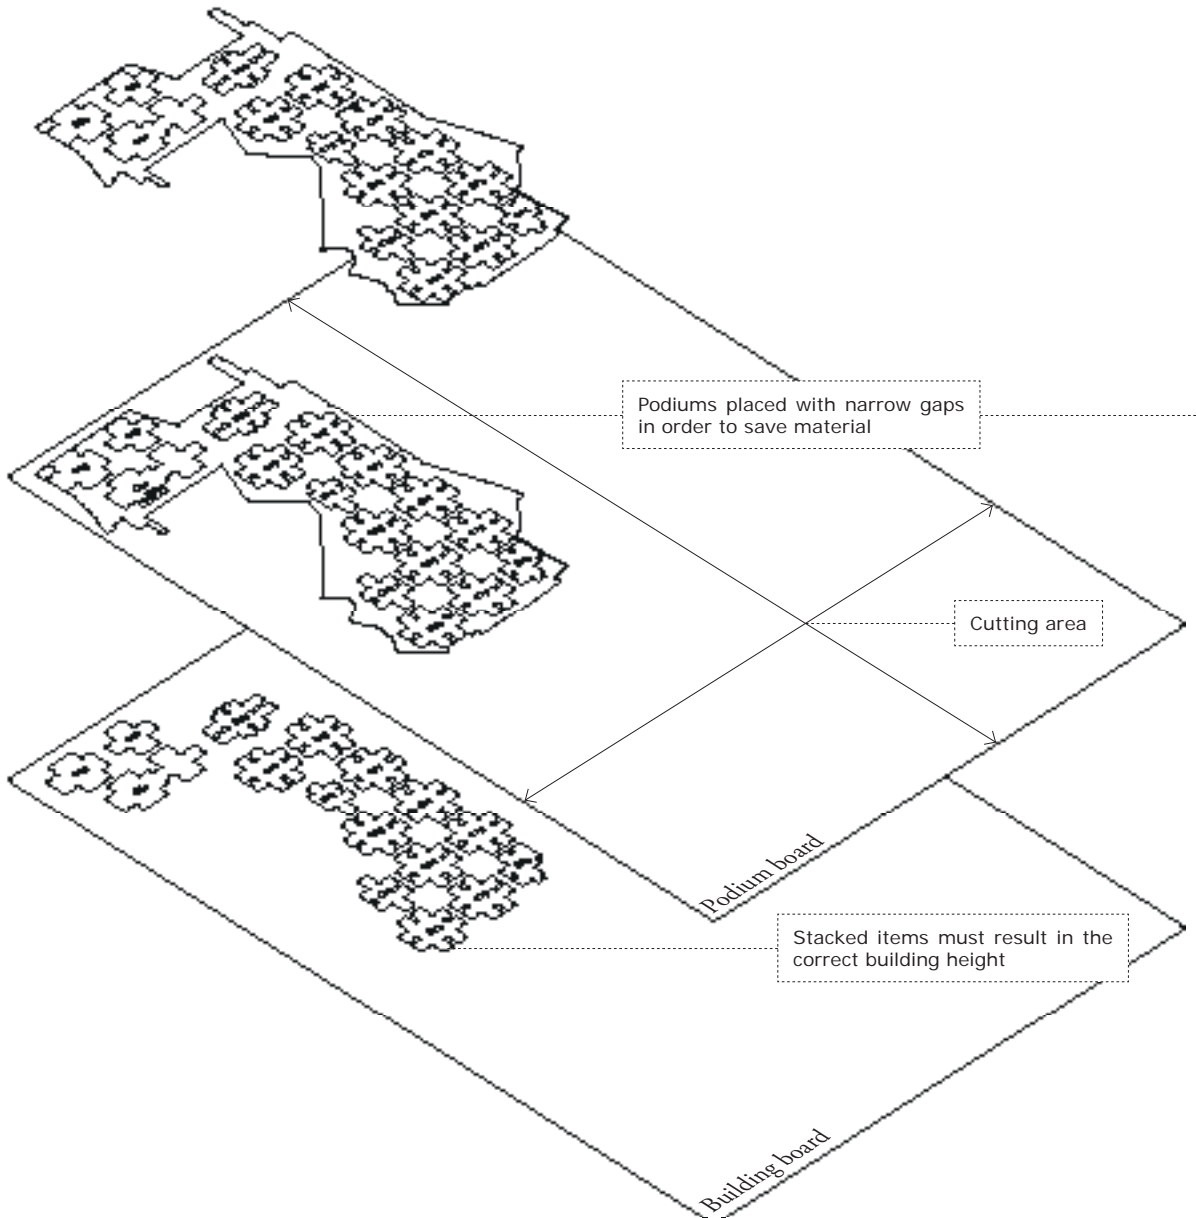 Podiums placed with narrow gaps
in order to save material
Cutting area
Podium board
Stacked items must result in the
correct building height
Building board